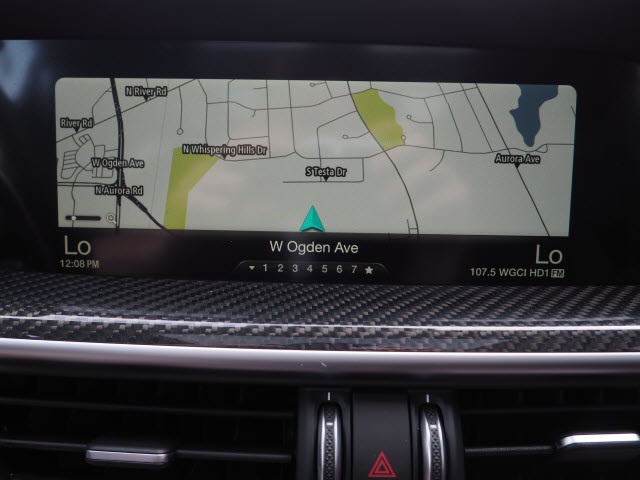 N River Rd
River Rd
N Whispering Hills Dr
W Ogden Ave
Aurora Ave
S Testa Dr
N Aurora Rd
Lo
W Ogden Ave
Lo
12:08 PM
1 2 3 4 5 6 7
107.5 WGCI HD1 FM